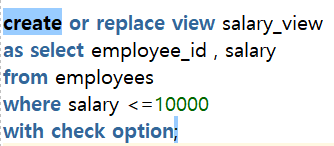 create or replace view salary_view
as select employee_id , salary
from employees
where salary <=10000
with check option;